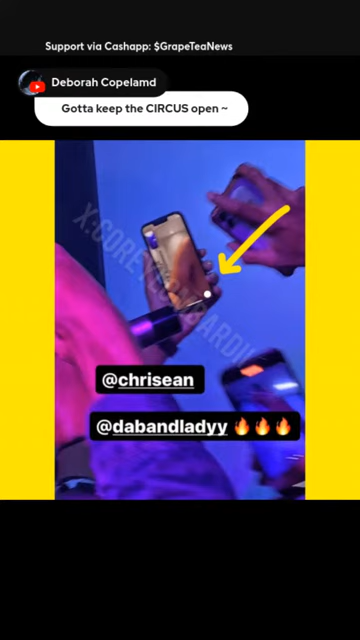 Support via Cashapp: $GrapeTeaNews
Deborah Copelamd
Gotta keep the CIRCUS open ~
@chrisean
@dabandladyy 🔥🔥🔥